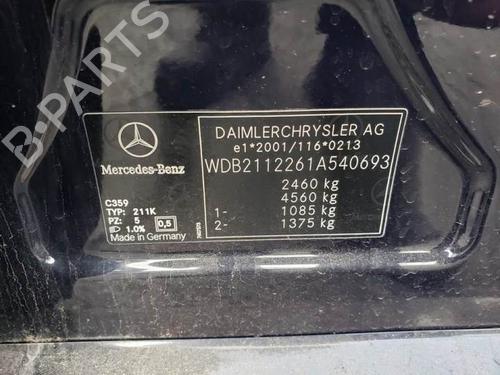 B-PARTS
DAIMLERCHRYSLER AG
e1*2001/116*0213
Mercedes-Benz
WDB2112261A540693
2460 kg
4560 kg
1- 1085 kg
2- 1375 kg
C359
TYP: 211K
PZ: 5
1.0% 0,5
Made in Germany